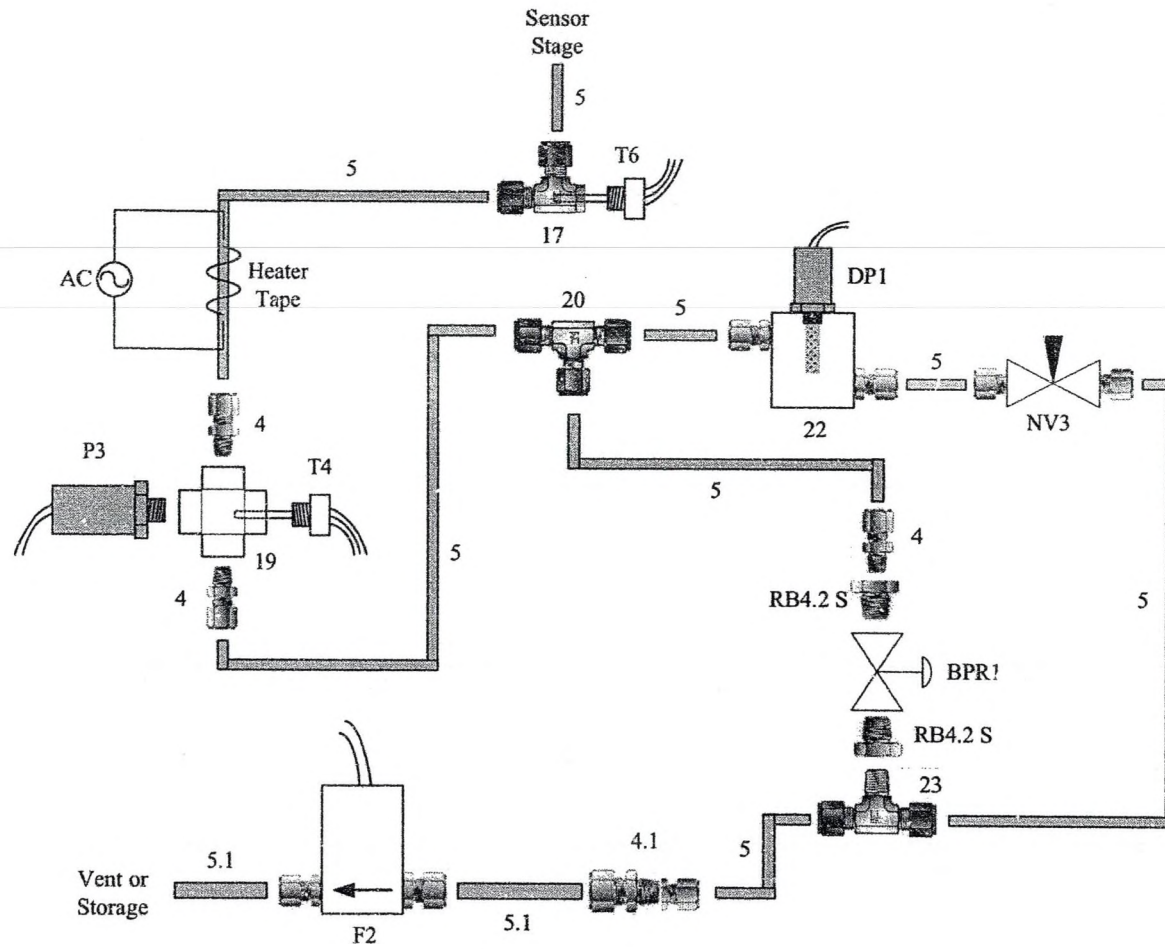 Sensor
Stage
5
T6
5
17
DP1
AC
Heater
Tape
20
5
5
22
NV3
4
P3
T4
5
19
4
4
5
RB4.2 S
5
BPR1
RB4.2 S
23
4.1
5
5.1
Vent or
Storage
5.1
F2